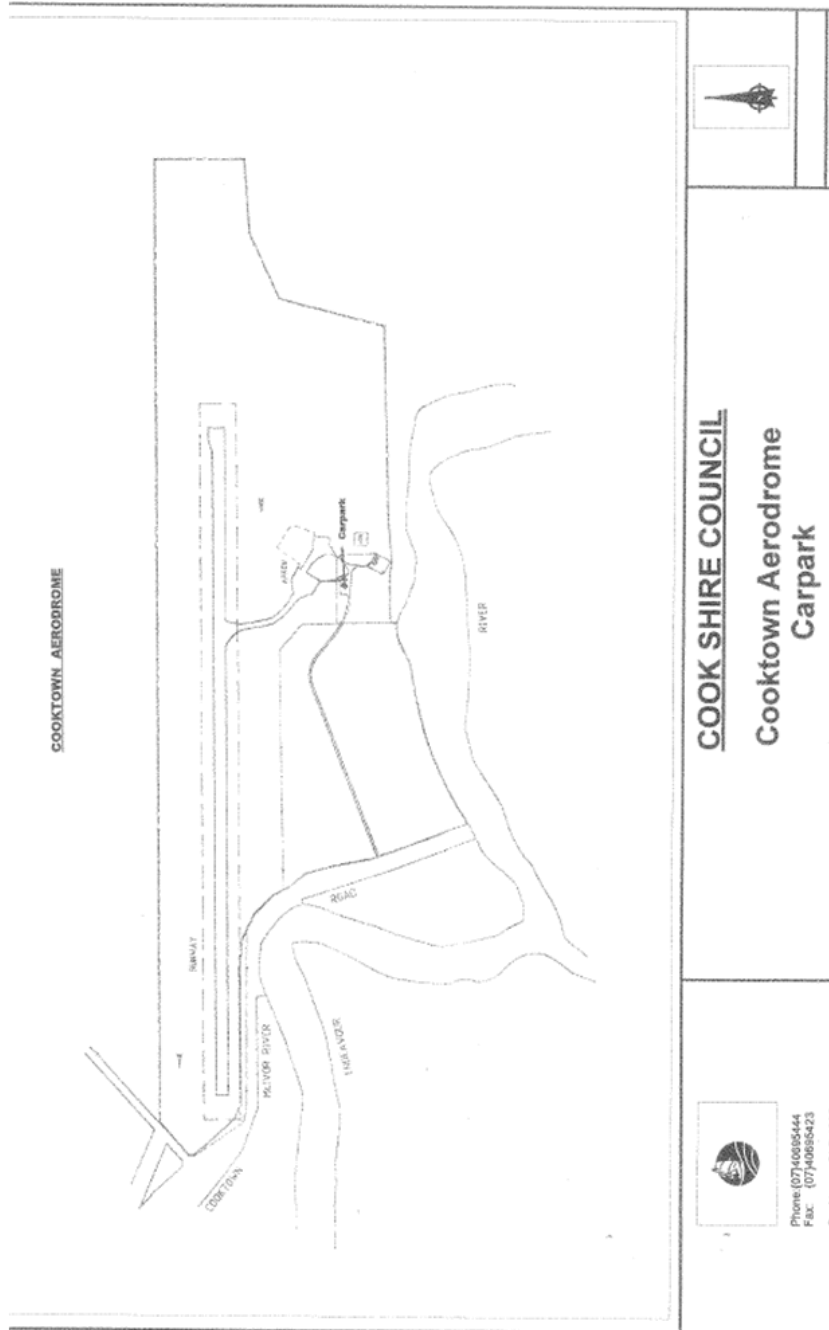 COOKTOWN AERODROME
RUNWAY
APRON
Carpark
COOKTOWN
McIVOR RIVER
ROAD
ENDEAVOUR
RIVER
COOK SHIRE COUNCIL
Cooktown Aerodrome
Carpark
Phone:(07)40695444
Fax: (07)40695423